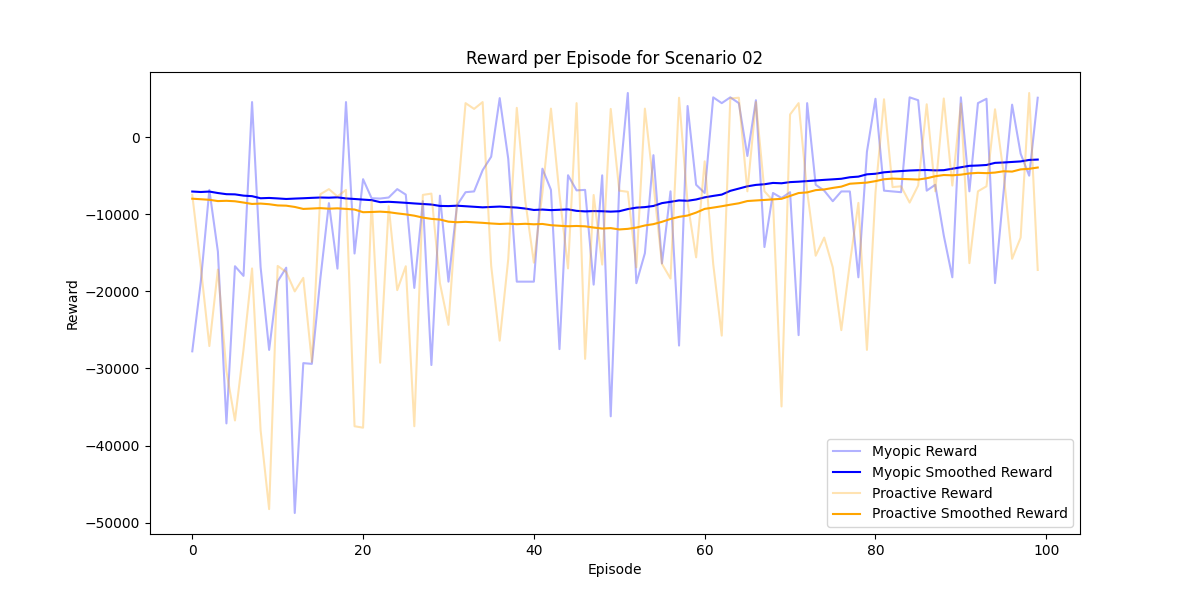 Reward per Episode for Scenario 02
Reward
0
−10000
−20000
−30000
−40000
−50000
0 20 40 60 80 100
Episode
Myopic Reward
Myopic Smoothed Reward
Proactive Reward
Proactive Smoothed Reward